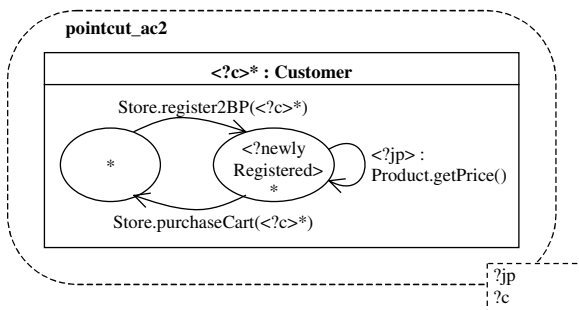 pointcut_ac2
<?c>* : Customer
Store.register2BP(<?c>*)
*
<?newly
Registered>
*
<?jp> :
Product.getPrice()
Store.purchaseCart(<?c>*)
?jp
?c